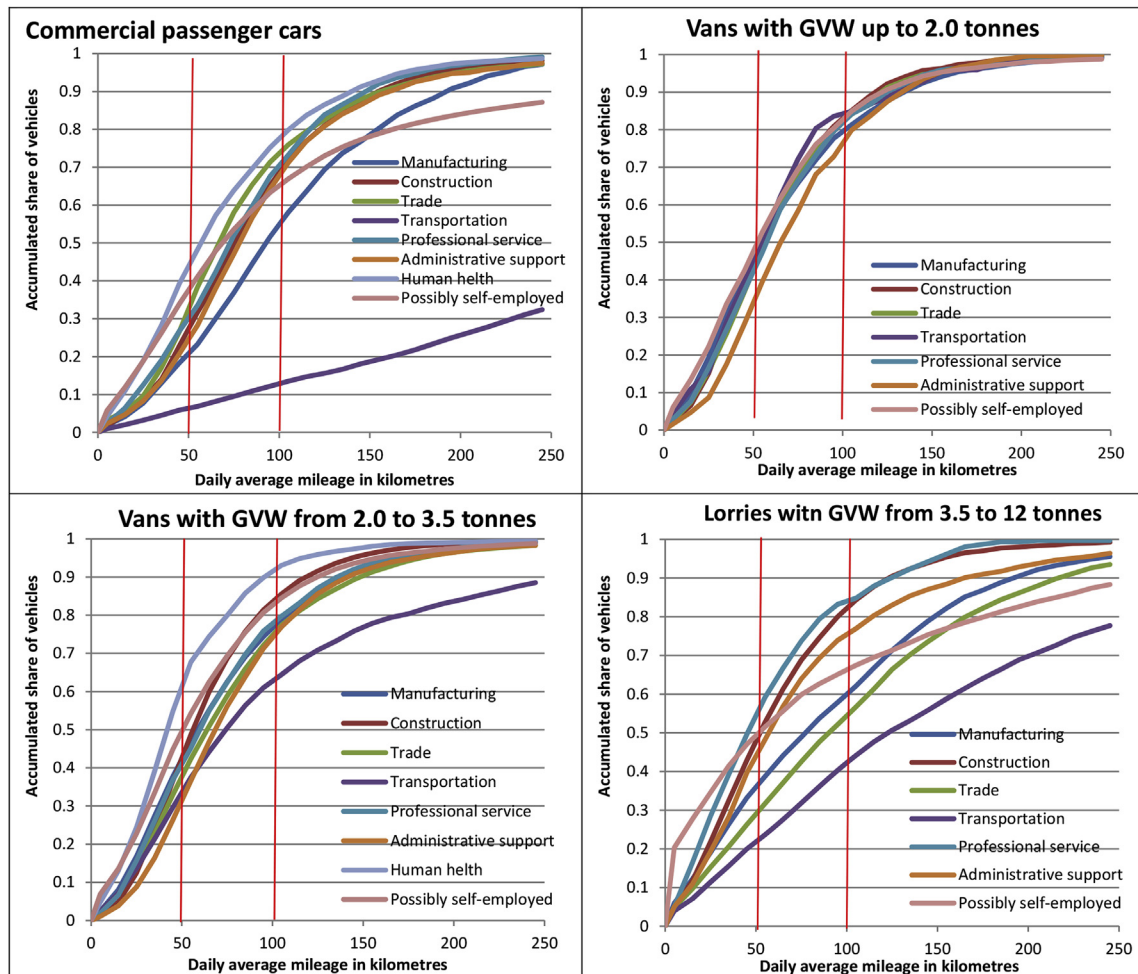 Commercial passenger cars
1
0.9
0.8
0.7
0.6
0.5
0.4
0.3
0.2
0.1
0
Accumulated share of vehicles
Manufacturing
Construction
Trade
Transportation
Professional service
Administrative support
Human helth
Possibly self-employed
0 50 100 150 200 250
Daily average mileage in kilometres
Vans with GVW up to 2.0 tonnes
1
0.9
0.8
0.7
0.6
0.5
0.4
0.3
0.2
0.1
0
Accumulated share of vehicles
Manufacturing
Construction
Trade
Transportation
Professional service
Administrative support
Possibly self-employed
0 50 100 150 200 250
Daily average mileage in kilometres
Vans with GVW from 2.0 to 3.5 tonnes
1
0.9
0.8
0.7
0.6
0.5
0.4
0.3
0.2
0.1
0
Accumulated share of vehicles
Manufacturing
Construction
Trade
Transportation
Professional service
Administrative support
Human helth
Possibly self-employed
0 50 100 150 200 250
Daily average mileage in kilometres
Lorries witn GVW from 3.5 to 12 tonnes
1
0.9
0.8
0.7
0.6
0.5
0.4
0.3
0.2
0.1
0
Accumulated share of vehicles
Manufacturing
Construction
Trade
Transportation
Professional service
Administrative support
Possibly self-employed
0 50 100 150 200 250
Daily average mileage in kilometres